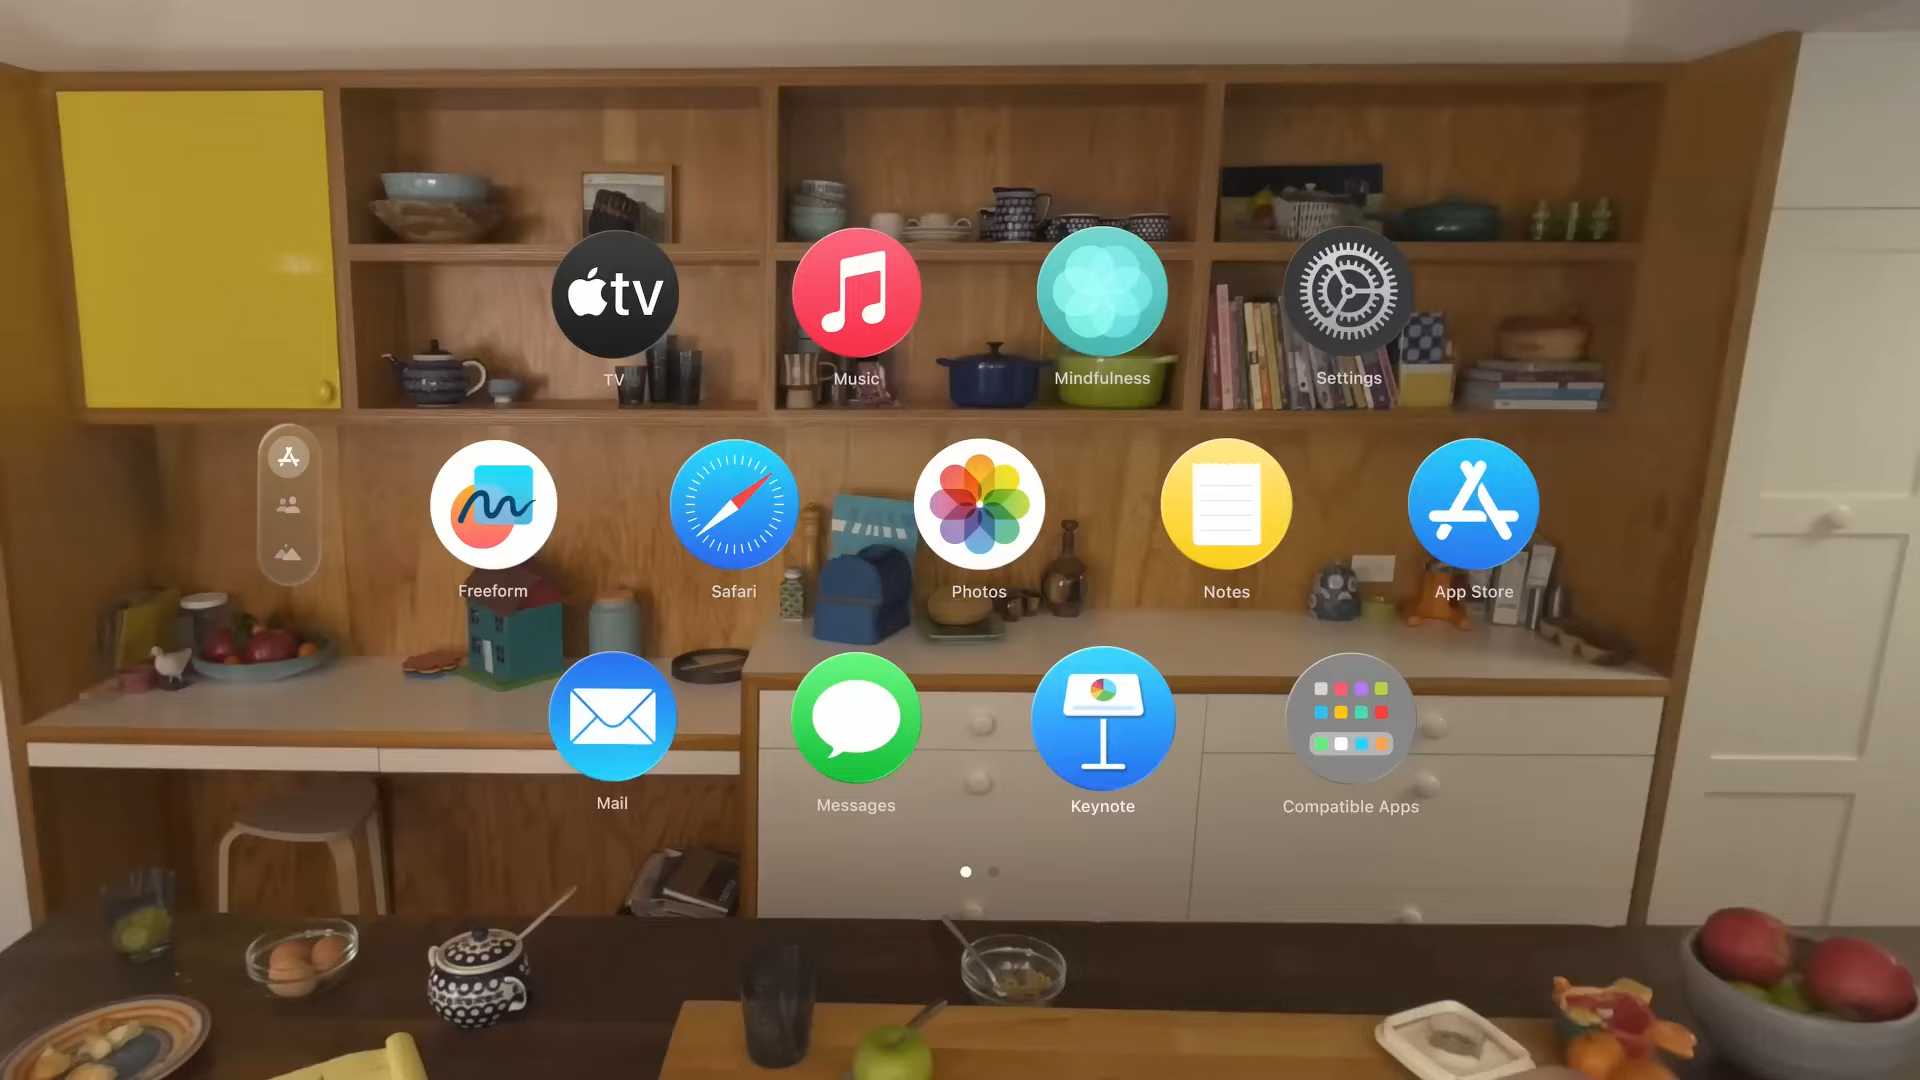 tv
TV
Music
Mindfulness
Settings
Freeform
Safari
Photos
Notes
App Store
Mail
Messages
Keynote
Compatible Apps